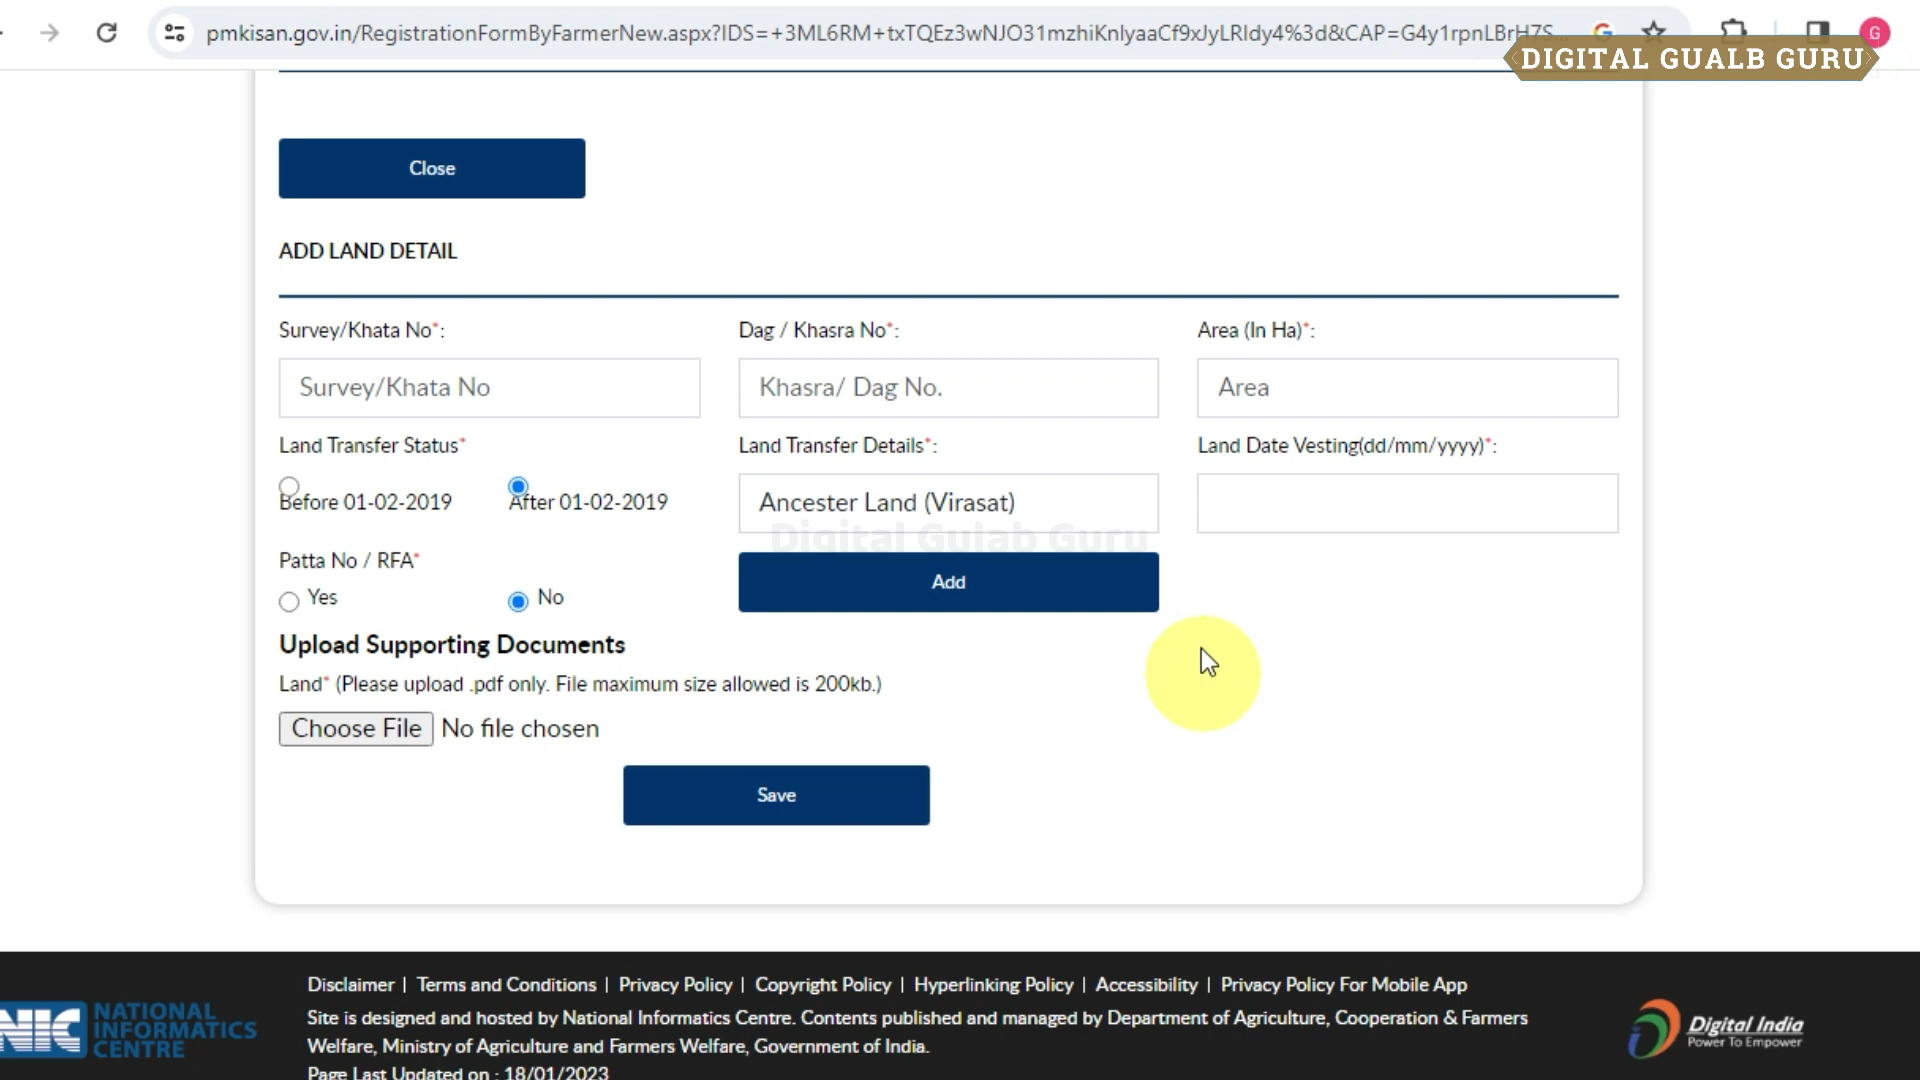 pmkisan.gov.in/RegistrationFormByFarmerNew.aspx?IDS=+3ML6RM+txTQEz3wNJO31mzhiKnlyaaCf9xJyLRIdy4%3d&CAP=G4y1rpnLBrH7S...
G
DIGITAL GUALB GURU
Close
ADD LAND DETAIL
Survey/Khata No*: Dag / Khasra No*: Area (In Ha)*:
Survey/Khata No Khasra/ Dag No. Area
Land Transfer Status* Land Transfer Details*: Land Date Vesting(dd/mm/yyyy)*:
Before 01-02-2019 After 01-02-2019 Ancester Land (Virasat)
Digital Gulab Guru
Patta No / RFA*
Add
Yes No
Upload Supporting Documents
Land* (Please upload .pdf only. File maximum size allowed is 200kb.)
Choose File No file chosen
Save
Disclaimer | Terms and Conditions | Privacy Policy | Copyright Policy | Hyperlinking Policy | Accessibility | Privacy Policy For Mobile App
NIC NATIONAL INFORMATICS CENTRE
Site is designed and hosted by National Informatics Centre. Contents published and managed by Department of Agriculture, Cooperation & Farmers
Welfare, Ministry of Agriculture and Farmers Welfare, Government of India.
Digital India
Power To Empower
Page Last Updated on : 18/01/2023